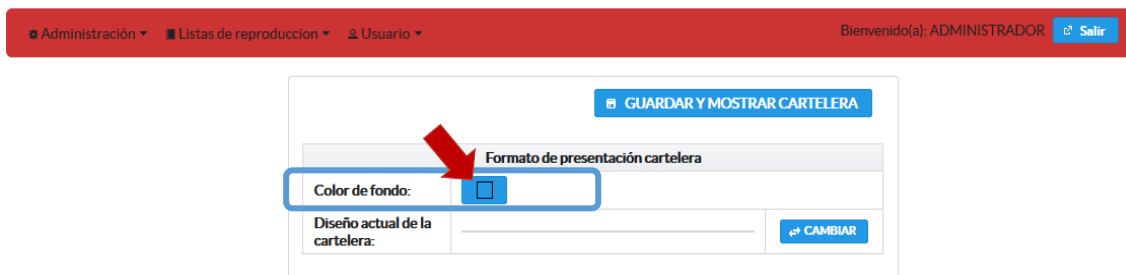 Administración Listas de reproduccion Usuario Bienvenido(a): ADMINISTRADOR Salir
GUARDAR Y MOSTRAR CARTELERA
Formato de presentación cartelera
Color de fondo:
Diseño actual de la
cartelera:
CAMBIAR